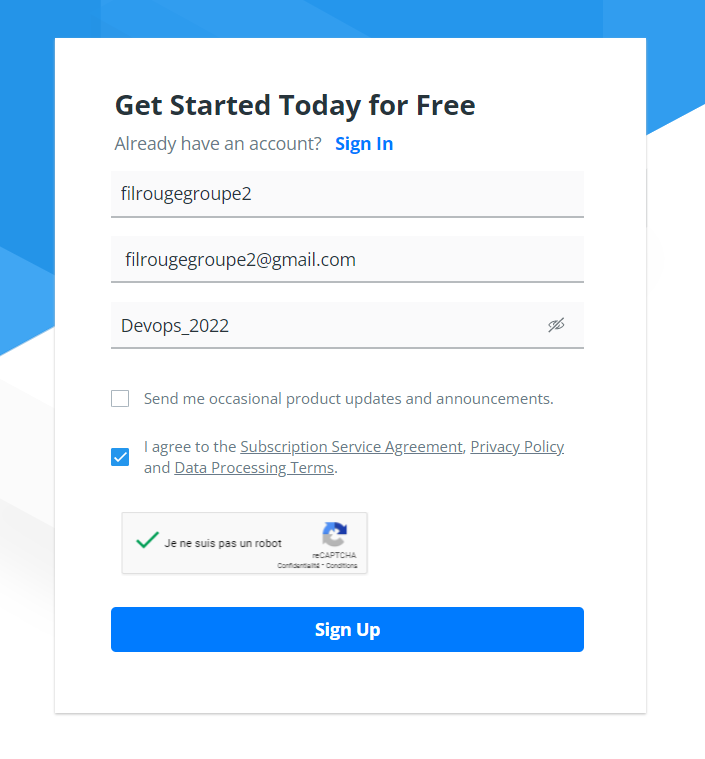 Get Started Today for Free
Already have an account? Sign In
filrougegroupe2
filrougegroupe2@gmail.com
Devops_2022
Send me occasional product updates and announcements.
I agree to the Subscription Service Agreement, Privacy Policy
and Data Processing Terms.
Je ne suis pas un robot
reCAPTCHA
Confidentialité - Conditions
Sign Up